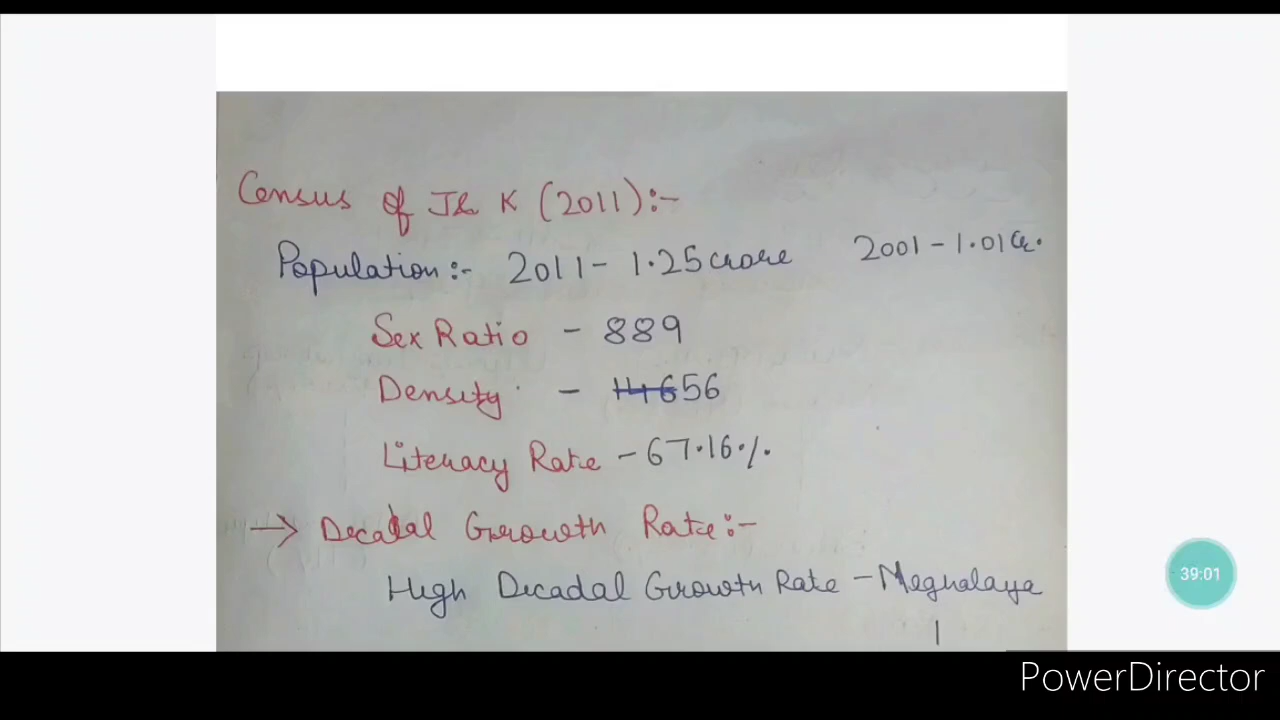 Census of J&K (2011):-
Population:- 2011 - 1.25 crore 2001 - 1.01 Cr.
Sex Ratio - 889
Density - 56
Literacy Rate - 67.16%
→ Decadal Growth Rate:-
High Decadal Growth Rate - Meghalaya
39:01
PowerDirector